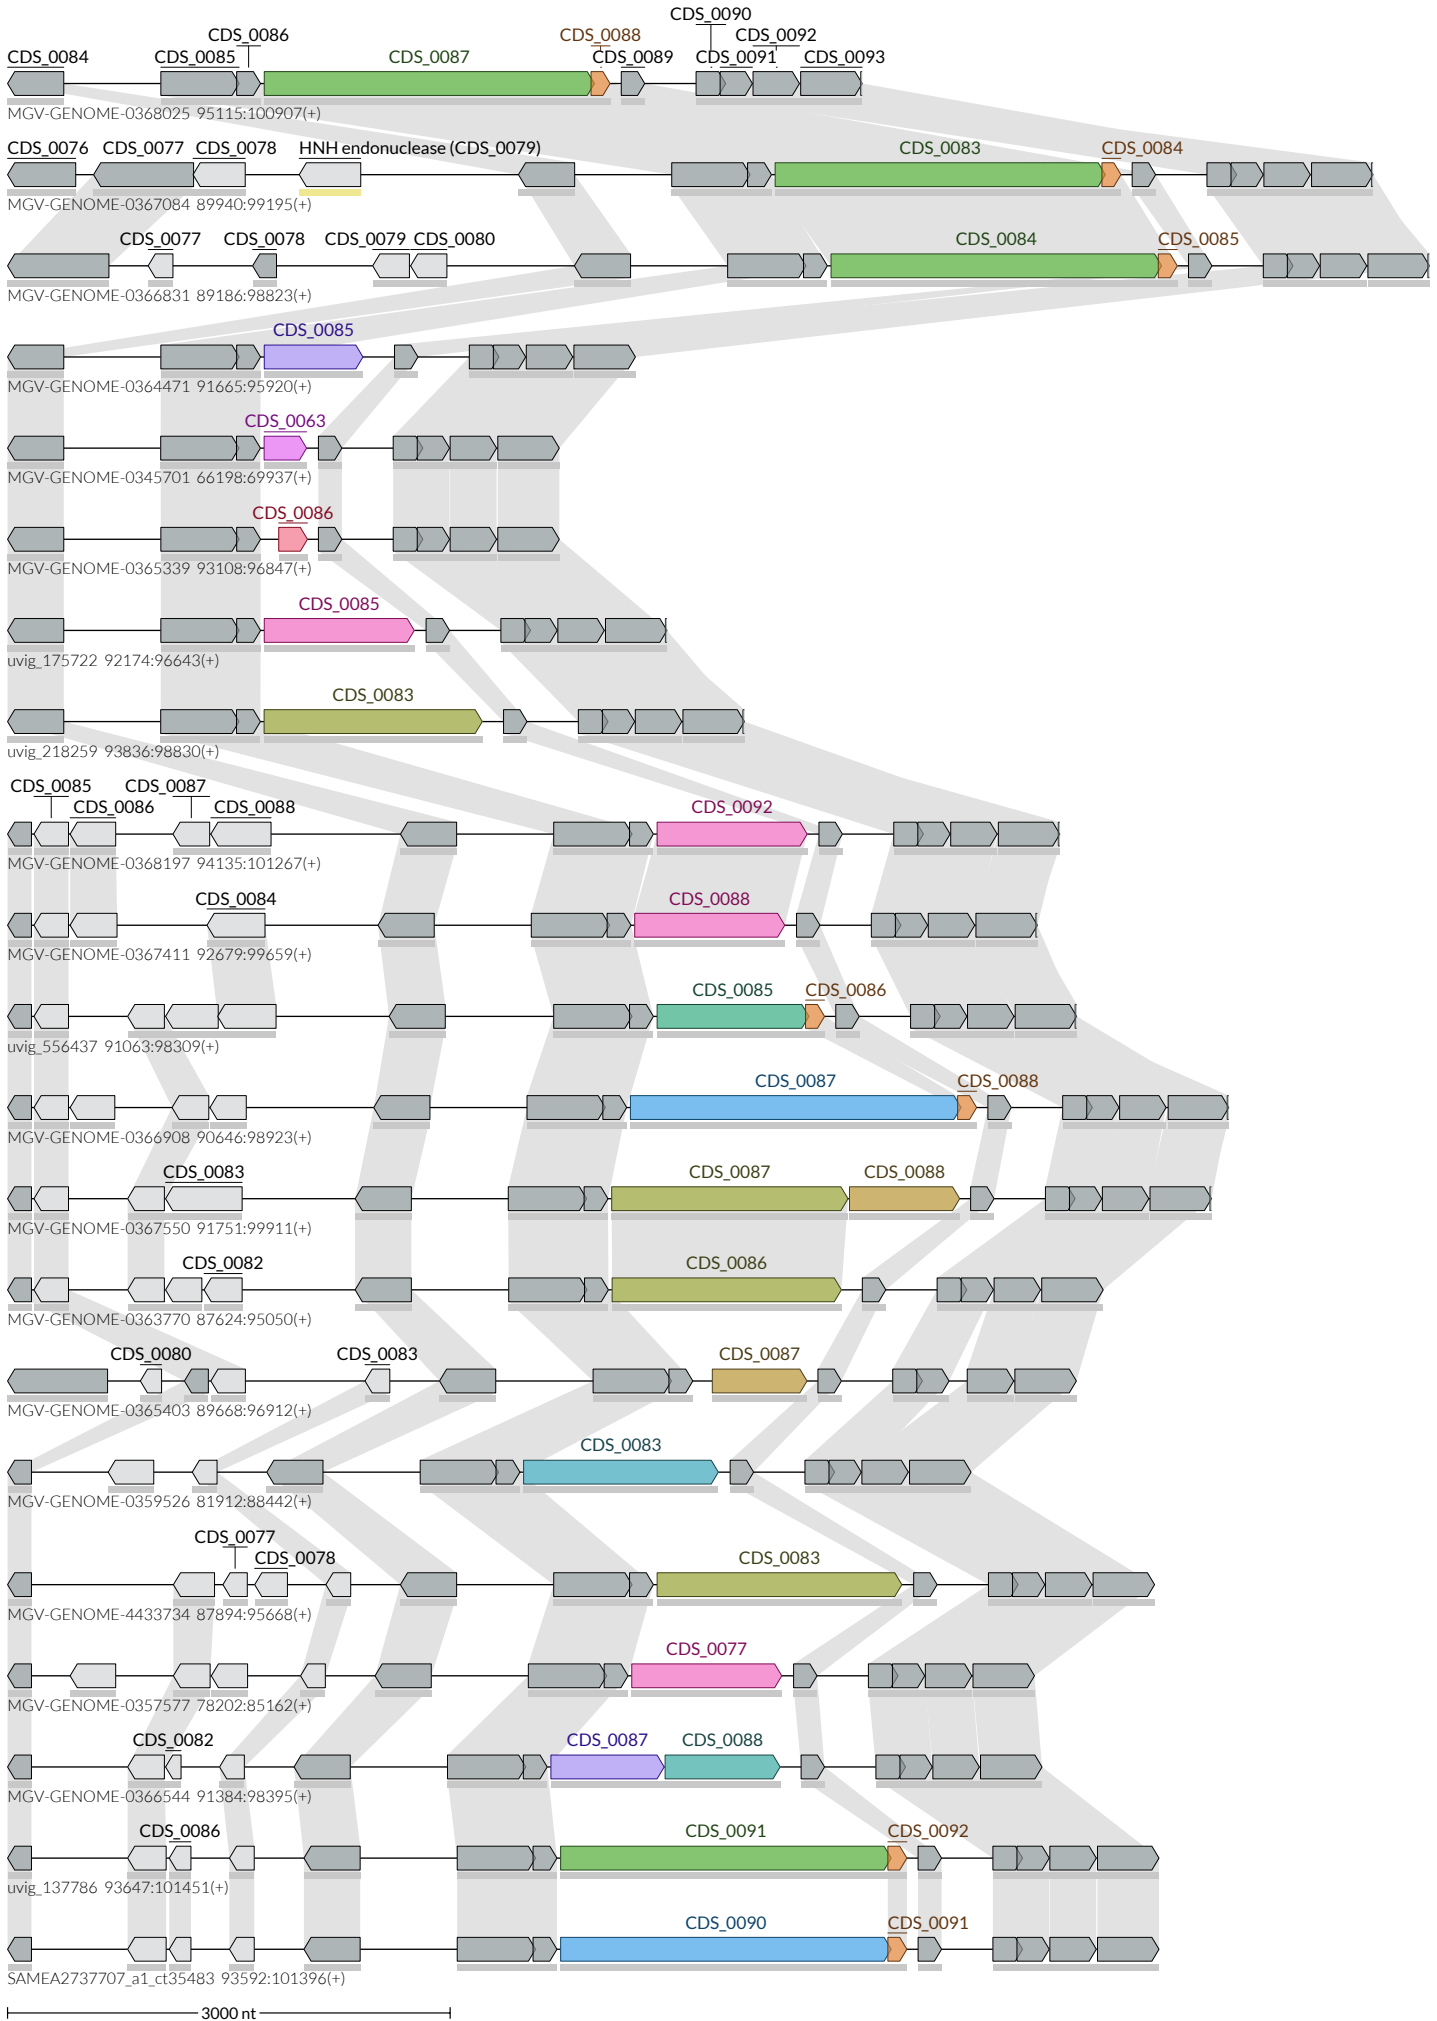 CDS_0090
CDS_0086 CDS_0088 CDS_0092
CDS_0084 CDS_0085 CDS_0087 CDS_0089 CDS_0091 CDS_0093
MGV-GENOME-0368025 95115:100907(+)
CDS_0076 CDS_0077 CDS_0078 HNH endonuclease (CDS_0079) CDS_0083 CDS_0084
MGV-GENOME-0367084 89940:99195(+)
CDS_0077 CDS_0078 CDS_0079 CDS_0080 CDS_0084 CDS_0085
MGV-GENOME-0366831 89186:98823(+)
CDS_0085
MGV-GENOME-0364471 91665:95920(+)
CDS_0063
MGV-GENOME-0345701 66198:69937(+)
CDS_0086
MGV-GENOME-0365339 93108:96847(+)
CDS_0085
uvig_175722 92174:96643(+)
CDS_0083
uvig_218259 93836:98830(+)
CDS_0085 CDS_0087
CDS_0086 CDS_0088 CDS_0092
MGV-GENOME-0368197 94135:101267(+)
CDS_0084 CDS_0088
MGV-GENOME-0367411 92679:99659(+)
CDS_0085 CDS_0086
uvig_556437 91063:98309(+)
CDS_0087 CDS_0088
MGV-GENOME-0366908 90646:98923(+)
CDS_0083 CDS_0087 CDS_0088
MGV-GENOME-0367550 91751:99911(+)
CDS_0082 CDS_0086
MGV-GENOME-0363770 87624:95050(+)
CDS_0080 CDS_0083 CDS_0087
MGV-GENOME-0365403 89668:96912(+)
CDS_0083
MGV-GENOME-0359526 81912:88442(+)
CDS_0077
CDS_0078 CDS_0083
MGV-GENOME-4433734 87894:95668(+)
CDS_0077
MGV-GENOME-0357577 78202:85162(+)
CDS_0082 CDS_0087 CDS_0088
MGV-GENOME-0366544 91384:98395(+)
CDS_0086 CDS_0091 CDS_0092
uvig_137786 93647:101451(+)
CDS_0090 CDS_0091
SAMEA2737707_a1_ct35483 93592:101396(+)
3000 nt